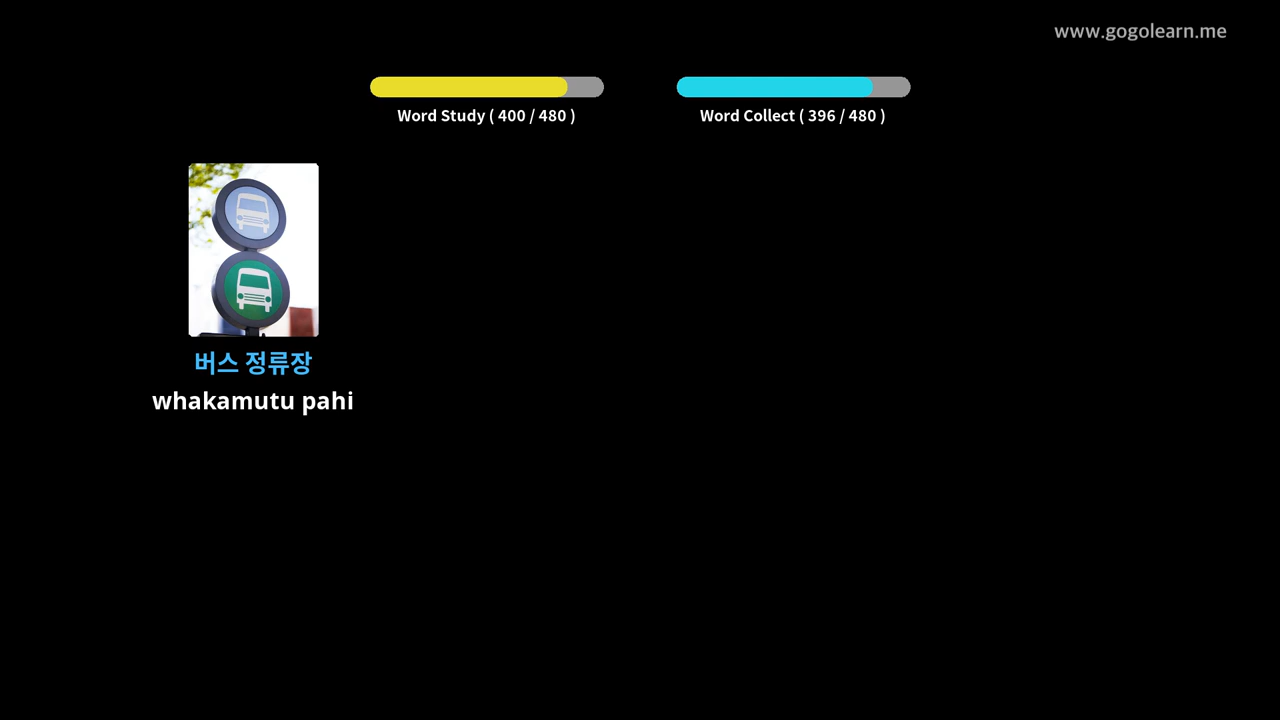 www.gogolearn.me
Word Study ( 400 / 480 )
Word Collect ( 396 / 480 )
버스 정류장
whakamutu pahi